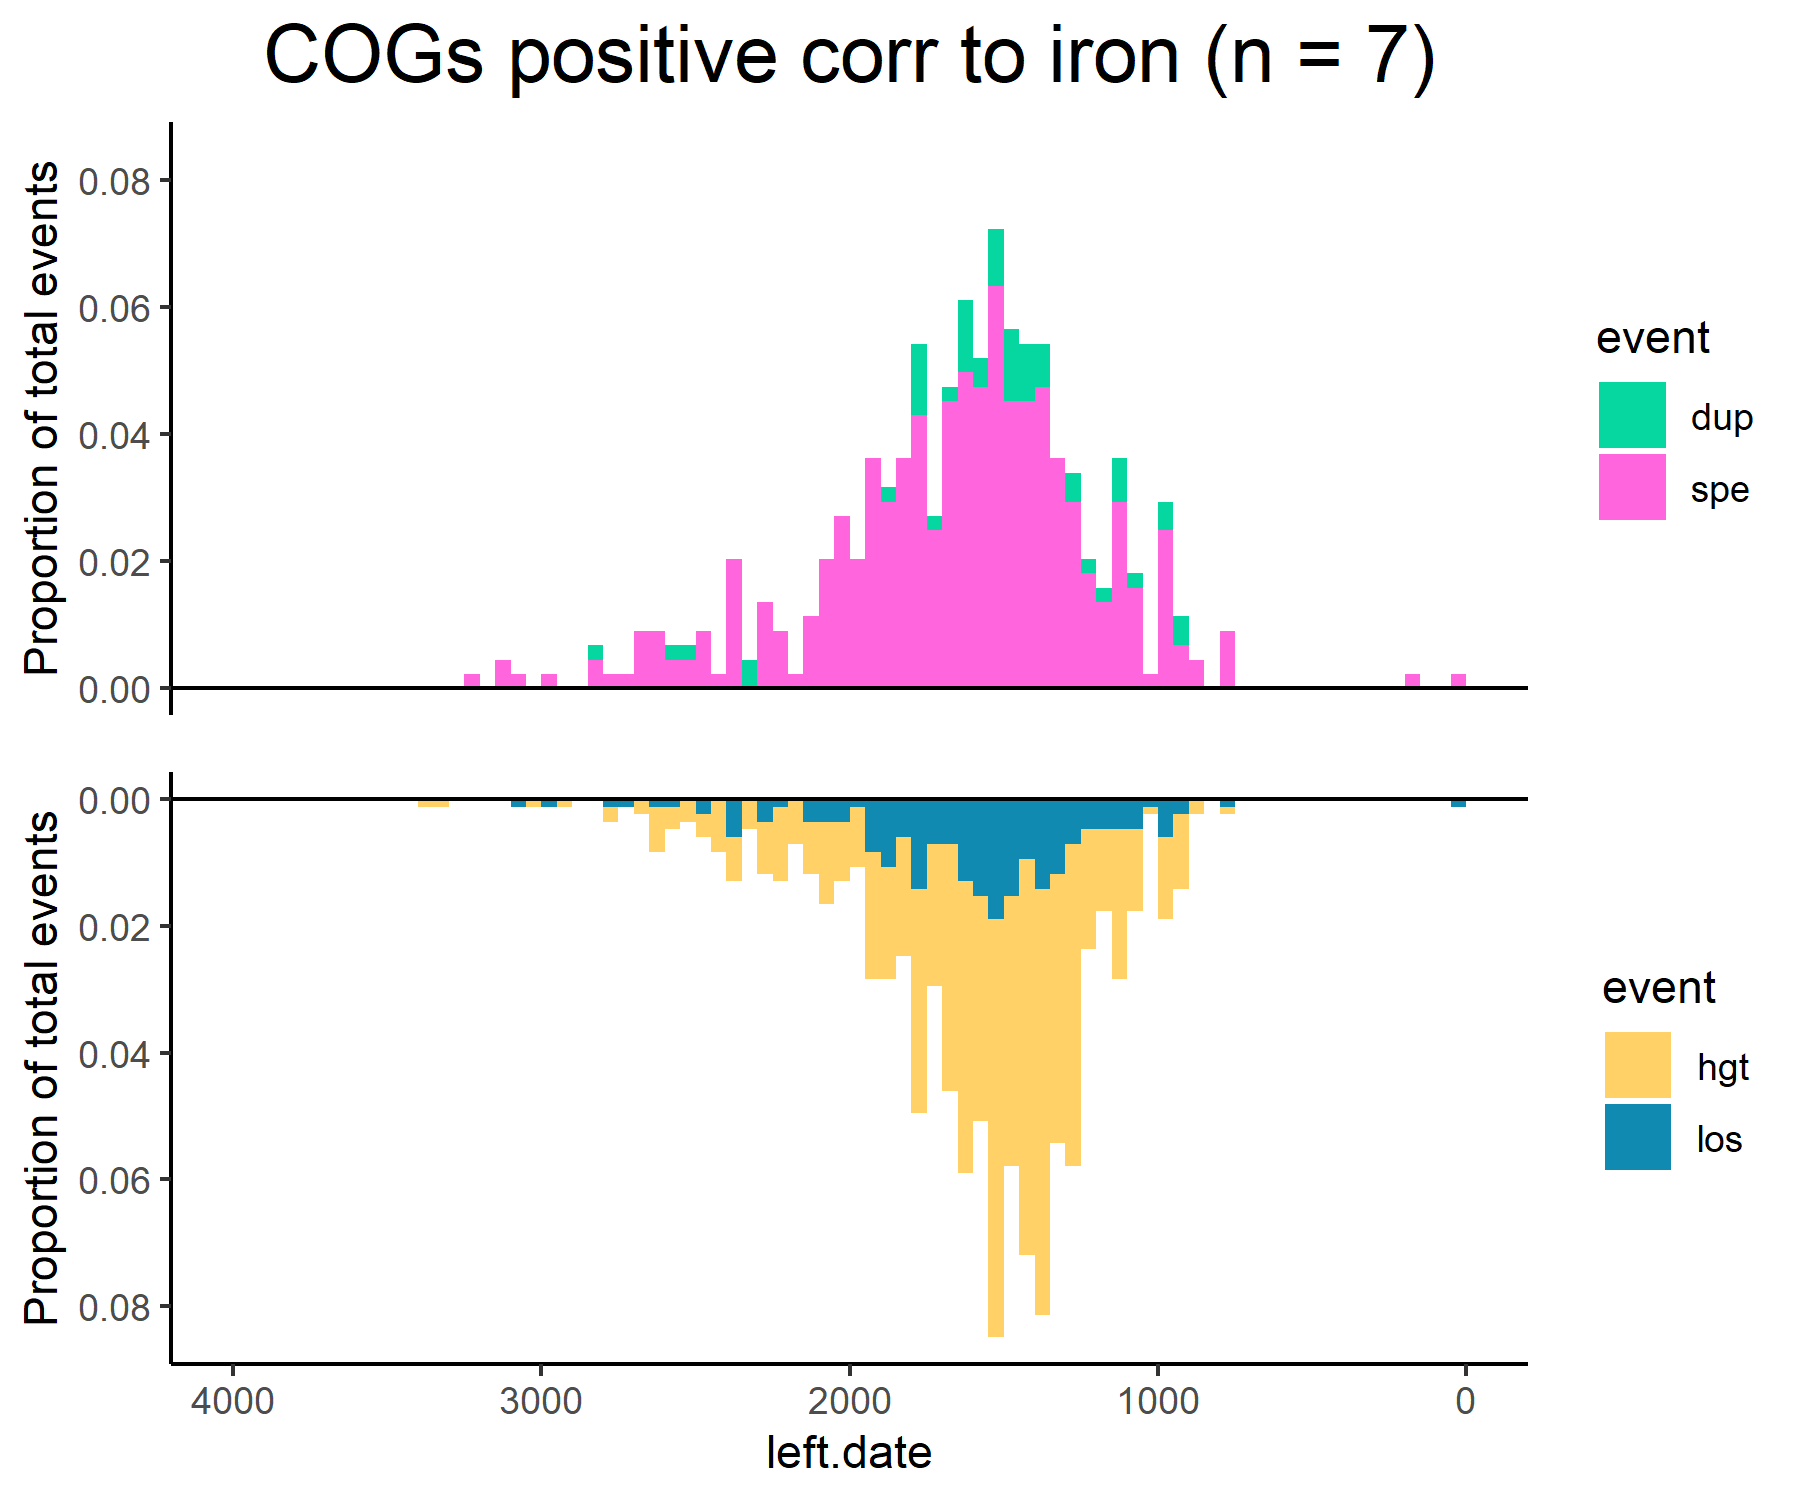 COGs positive corr to iron (n = 7)
Proportion of total events
0.08
0.06
0.04
0.02
0.00
event
dup
spe
Proportion of total events
0.00
0.02
0.04
0.06
0.08
event
hgt
los
4000 3000 2000 1000 0
left.date